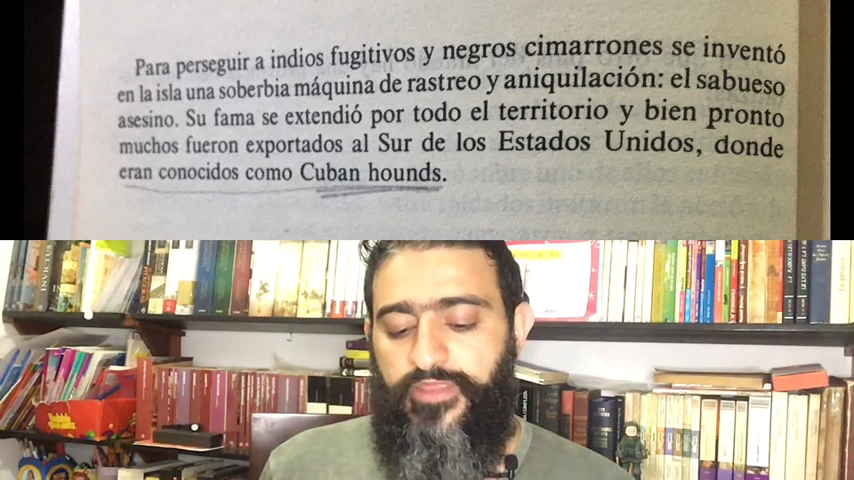 Para perseguir a indios fugitivos y negros cimarrones se inventó
en la isla una soberbia máquina de rastreo y aniquilación: el sabueso
asesino. Su fama se extendió por todo el territorio y bien pronto
muchos fueron exportados al Sur de los Estados Unidos, donde
eran conocidos como Cuban hounds.
INVICTUS